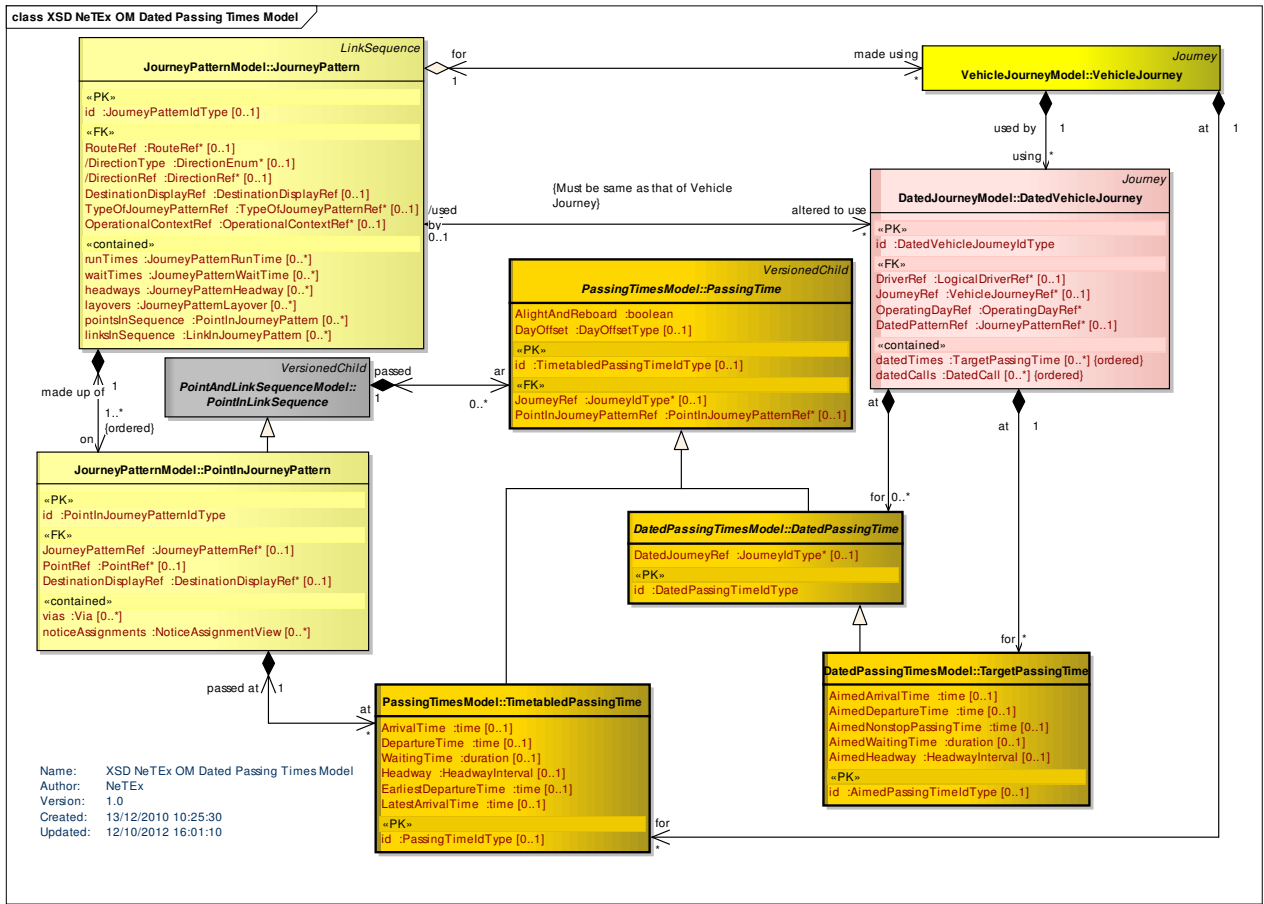 class XSD NeTEx OM Dated Passing Times Model
LinkSequence
JourneyPatternModel::JourneyPattern
«PK»
id :JourneyPatternIdType [0..1]
«FK»
RouteRef :RouteRef* [0..1]
/DirectionType :DirectionEnum* [0..1]
/DirectionRef :DirectionRef* [0..1]
DestinationDisplayRef :DestinationDisplayRef [0..1]
TypeOfJourneyPatternRef :TypeOfJourneyPatternRef* [0..1]
OperationalContextRef :OperationalContextRef* [0..1]
«contained»
runTimes :JourneyPatternRunTime [0..*]
waitTimes :JourneyPatternWaitTime [0..*]
headways :JourneyPatternHeadway [0..*]
layovers :JourneyPatternLayover [0..*]
pointsInSequence :PointInJourneyPattern [0..*]
linksInSequence :LinkInJourneyPattern [0..*]
for
1
made using
*
Journey
VehicleJourneyModel::VehicleJourney
used by
1
using
*
at
1
/used
by
0..1
{Must be same as that of Vehicle
Journey}
altered to use
*
Journey
DatedJourneyModel::DatedVehicleJourney
«PK»
id :DatedVehicleJourneyIdType
«FK»
DriverRef :LogicalDriverRef* [0..1]
JourneyRef :VehicleJourneyRef* [0..1]
OperatingDayRef :OperatingDayRef*
DatedPatternRef :JourneyPatternRef* [0..1]
«contained»
datedTimes :TargetPassingTime [0..*] {ordered}
datedCalls :DatedCall [0..*] {ordered}
VersionedChild
PassingTimesModel::PassingTime
AlightAndReboard :boolean
DayOffset :DayOffsetType [0..1]
«PK»
id :TimetabledPassingTimeIdType [0..1]
«FK»
JourneyRef :JourneyIdType* [0..1]
PointInJourneyPatternRef :PointInJourneyPatternRef* [0..1]
VersionedChild
PointAndLinkSequenceModel::
PointInLinkSequence
passed
1
ar
0..*
made up of
1
1..*
{ordered}
on
at
at
1
for 0..*
JourneyPatternModel::PointInJourneyPattern
«PK»
id :PointInJourneyPatternIdType
«FK»
JourneyPatternRef :JourneyPatternRef* [0..1]
PointRef :PointRef* [0..1]
DestinationDisplayRef :DestinationDisplayRef* [0..1]
«contained»
vias :Via [0..*]
noticeAssignments :NoticeAssignmentView [0..*]
DatedPassingTimesModel::DatedPassingTime
DatedJourneyRef :JourneyIdType* [0..1]
«PK»
id :DatedPassingTimeIdType
for
*
passed at
1
at
*
DatedPassingTimesModel::TargetPassingTime
AimedArrivalTime :time [0..1]
AimedDepartureTime :time [0..1]
AimedNonstopPassingTime :time [0..1]
AimedWaitingTime :duration [0..1]
AimedHeadway :HeadwayInterval [0..1]
«PK»
id :AimedPassingTimeIdType [0..1]
PassingTimesModel::TimetabledPassingTime
ArrivalTime :time [0..1]
DepartureTime :time [0..1]
WaitingTime :duration [0..1]
Headway :HeadwayInterval [0..1]
EarliestDepartureTime :time [0..1]
LatestArrivalTime :time [0..1]
«PK»
id :PassingTimeIdType [0..1]
for
*
Name: XSD NeTEx OM Dated Passing Times Model
Author: NeTEx
Version: 1.0
Created: 13/12/2010 10:25:30
Updated: 12/10/2012 16:01:10